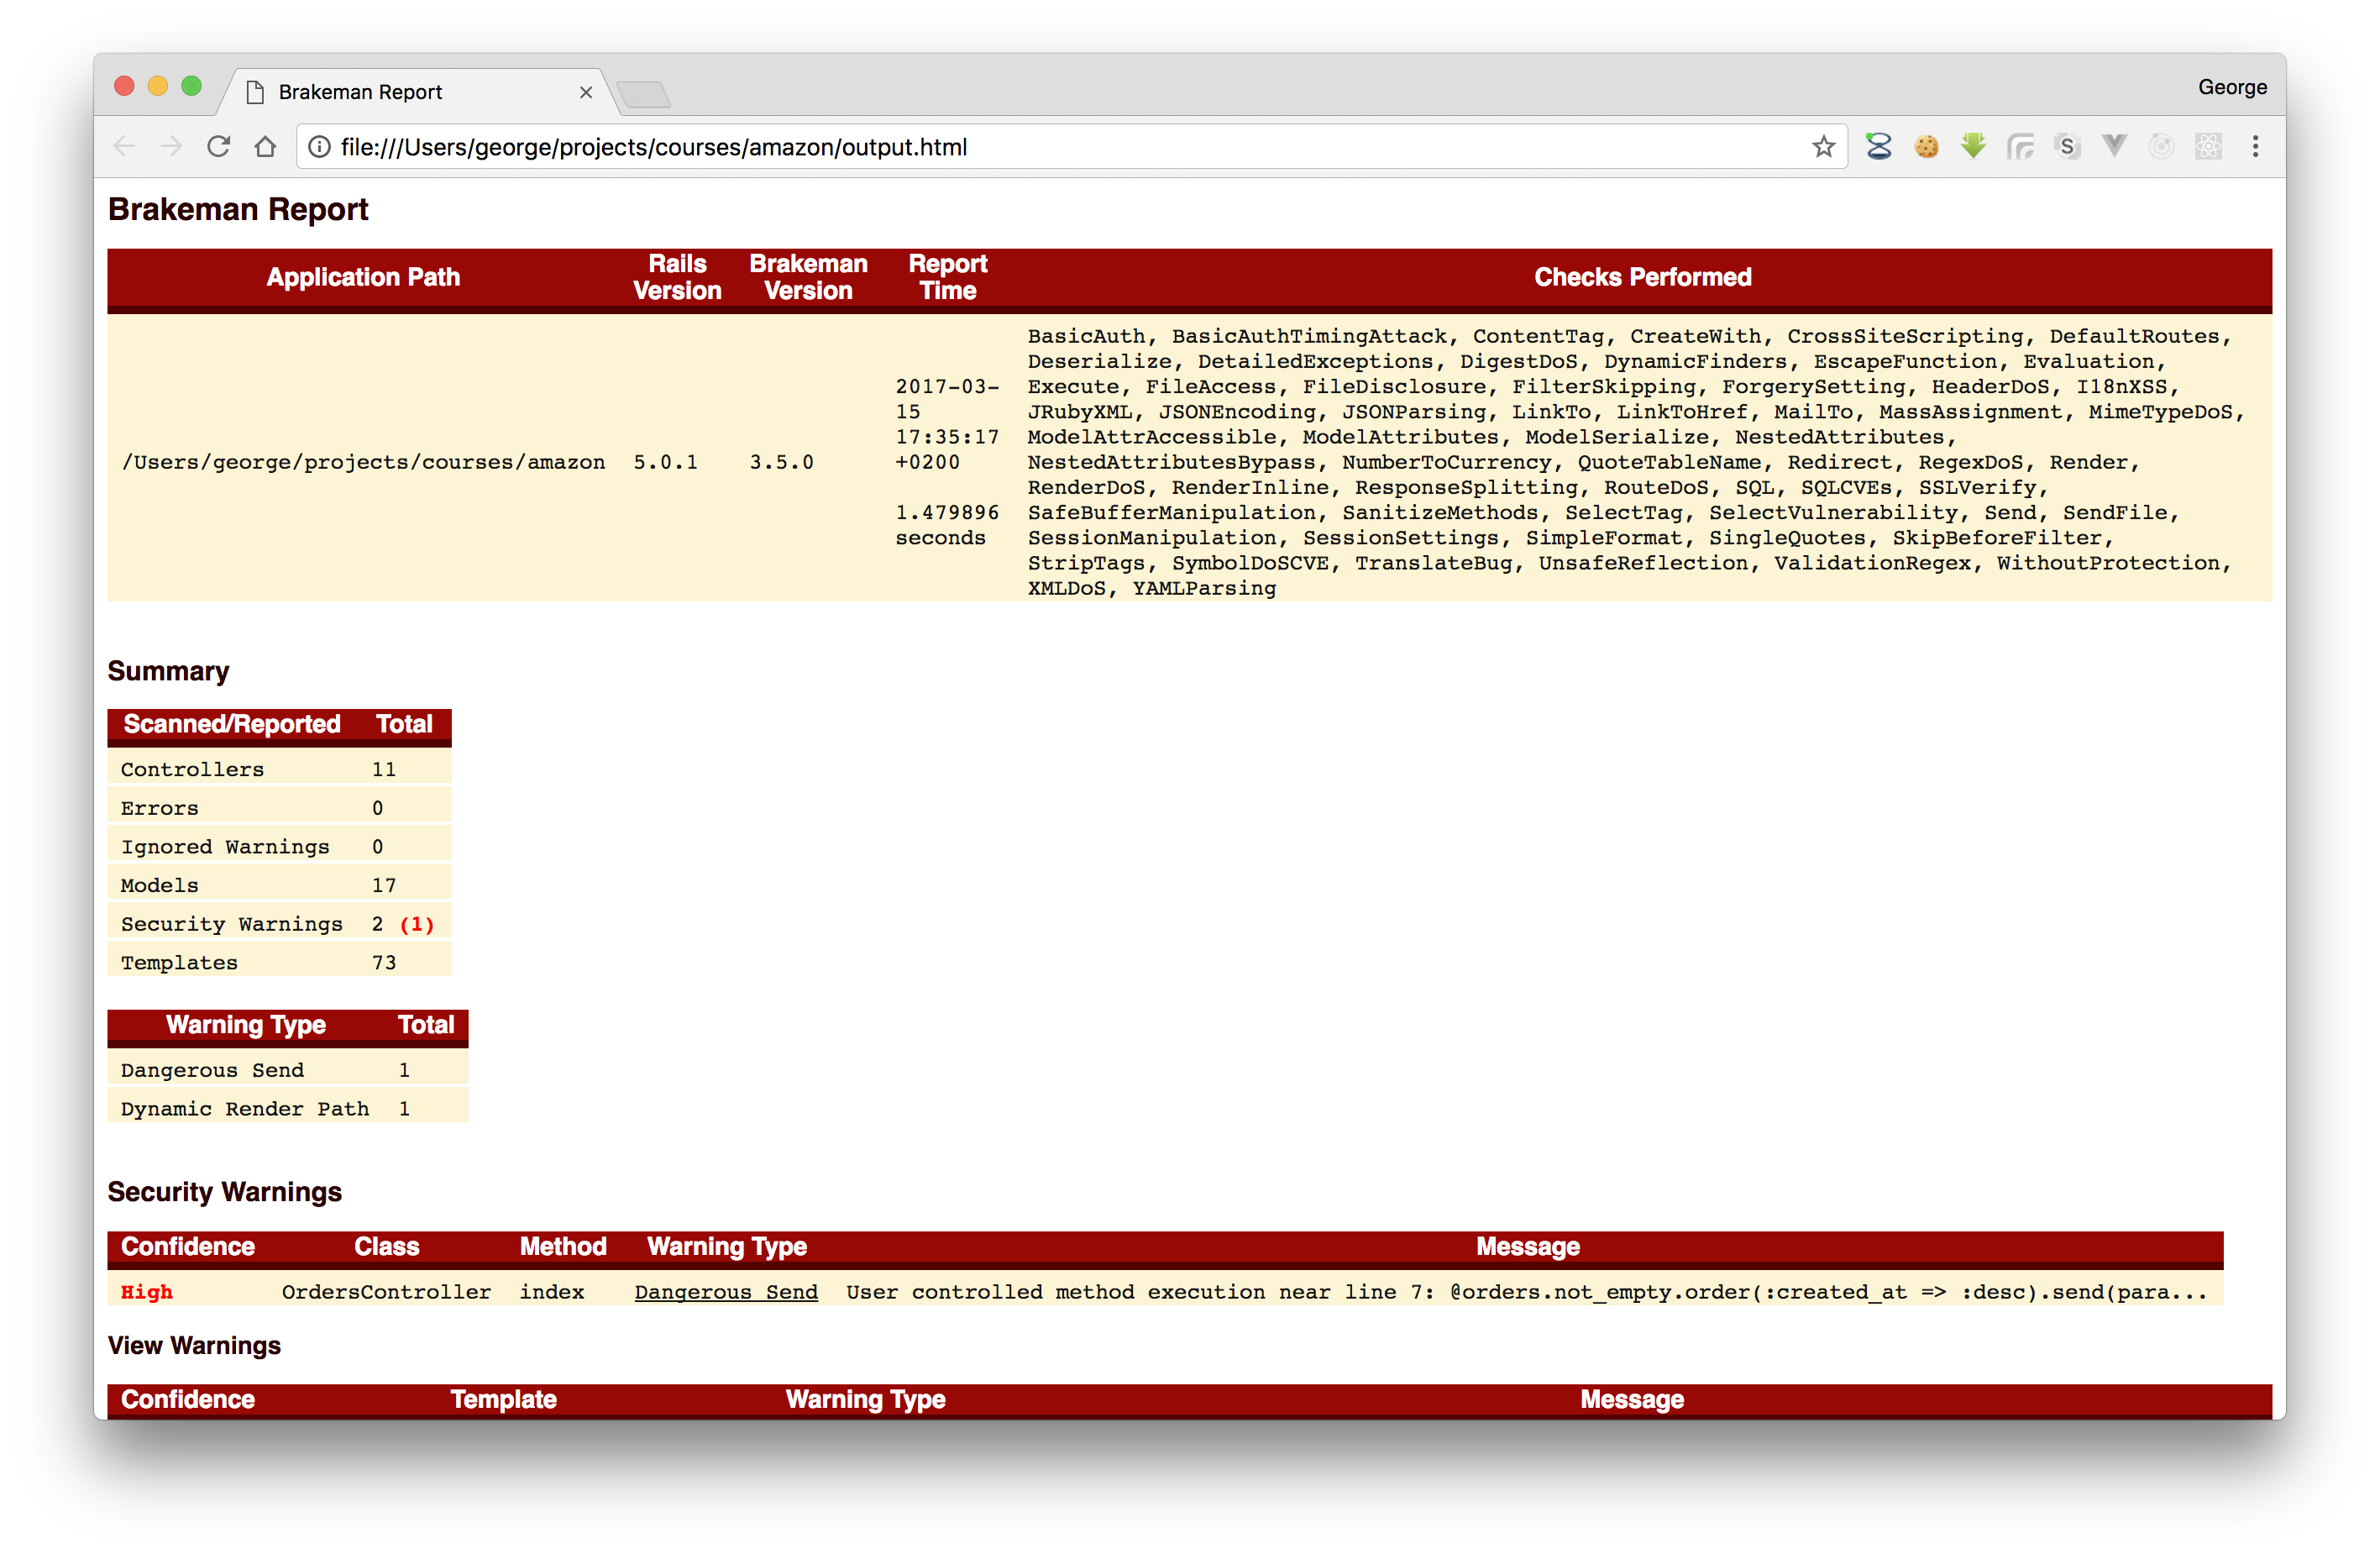 Brakeman Report
George
file:///Users/george/projects/courses/amazon/output.html
S
Brakeman Report
Application Path Rails Version Brakeman Version Report Time Checks Performed
/Users/george/projects/courses/amazon 5.0.1 3.5.0
2017-03-
15
17:35:17
+0200
1.479896
seconds
BasicAuth, BasicAuthTimingAttack, ContentTag, CreateWith, CrossSiteScripting, DefaultRoutes,
Deserialize, DetailedExceptions, DigestDoS, DynamicFinders, EscapeFunction, Evaluation,
Execute, FileAccess, FileDisclosure, FilterSkipping, ForgerySetting, HeaderDoS, I18nXSS,
JRubyXML, JSONEncoding, JSONParsing, LinkTo, LinkToHref, MailTo, MassAssignment, MimeTypeDoS,
ModelAttrAccessible, ModelAttributes, ModelSerialize, NestedAttributes,
NestedAttributesBypass, NumberToCurrency, QuoteTableName, Redirect, RegexDoS, Render,
RenderDoS, RenderInline, ResponseSplitting, RouteDoS, SQL, SQLCVEs, SSLVerify,
SafeBufferManipulation, SanitizeMethods, SelectTag, SelectVulnerability, Send, SendFile,
SessionManipulation, SessionSettings, SimpleFormat, SingleQuotes, SkipBeforeFilter,
StripTags, SymbolDoSCVE, TranslateBug, UnsafeReflection, ValidationRegex, WithoutProtection,
XMLDoS, YAMLParsing
Summary
Scanned/Reported Total
Controllers 11
Errors 0
Ignored Warnings 0
Models 17
Security Warnings 2 (1)
Templates 73
Warning Type Total
Dangerous Send 1
Dynamic Render Path 1
Security Warnings
Confidence Class Method Warning Type Message
High OrdersController index Dangerous Send User controlled method execution near line 7: @orders.not_empty.order(:created_at => :desc).send(para...
View Warnings
Confidence Template Warning Type Message